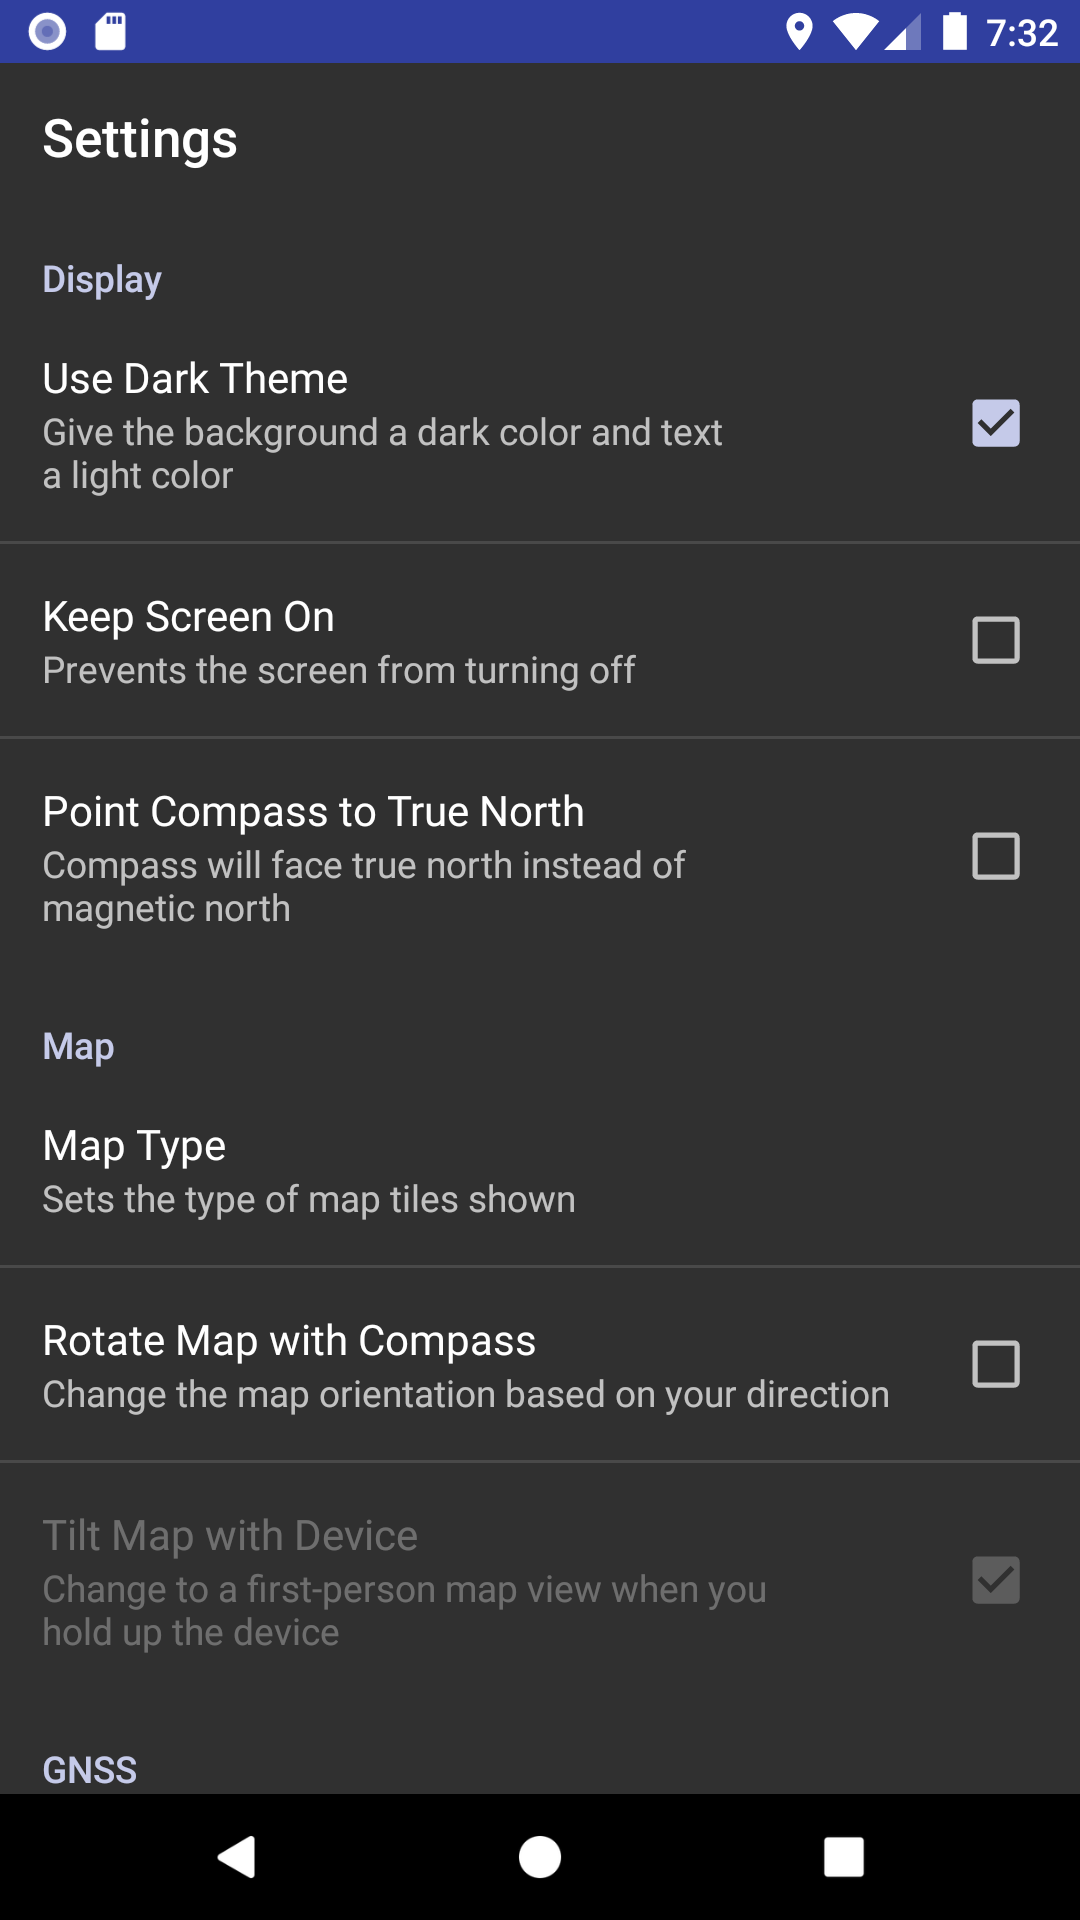 7:32
Settings
Display
Use Dark Theme
Give the background a dark color and text
a light color
Keep Screen On
Prevents the screen from turning off
Point Compass to True North
Compass will face true north instead of
magnetic north
Map
Map Type
Sets the type of map tiles shown
Rotate Map with Compass
Change the map orientation based on your direction
Tilt Map with Device
Change to a first-person map view when you
hold up the device
GNSS